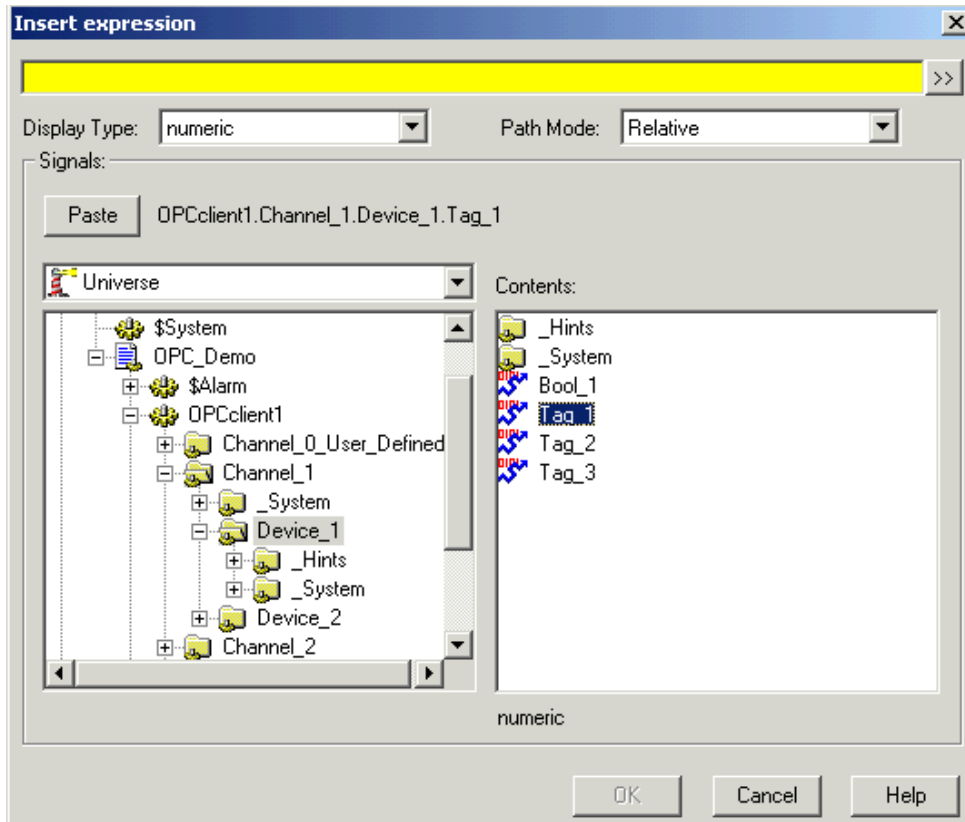 Insert expression
>>
Display Type: numeric Path Mode: Relative
Signals:
Paste OPCclient1.Channel_1.Device_1.Tag_1
Universe
Contents:
$System
OPC_Demo
$Alarm
OPCclient1
Channel_0_User_Defined
Channel_1
_System
Device_1
_Hints
_System
Device_2
Channel_2
_Hints
_System
Bool_1
Tag_1
Tag_2
Tag_3
numeric
OK Cancel Help